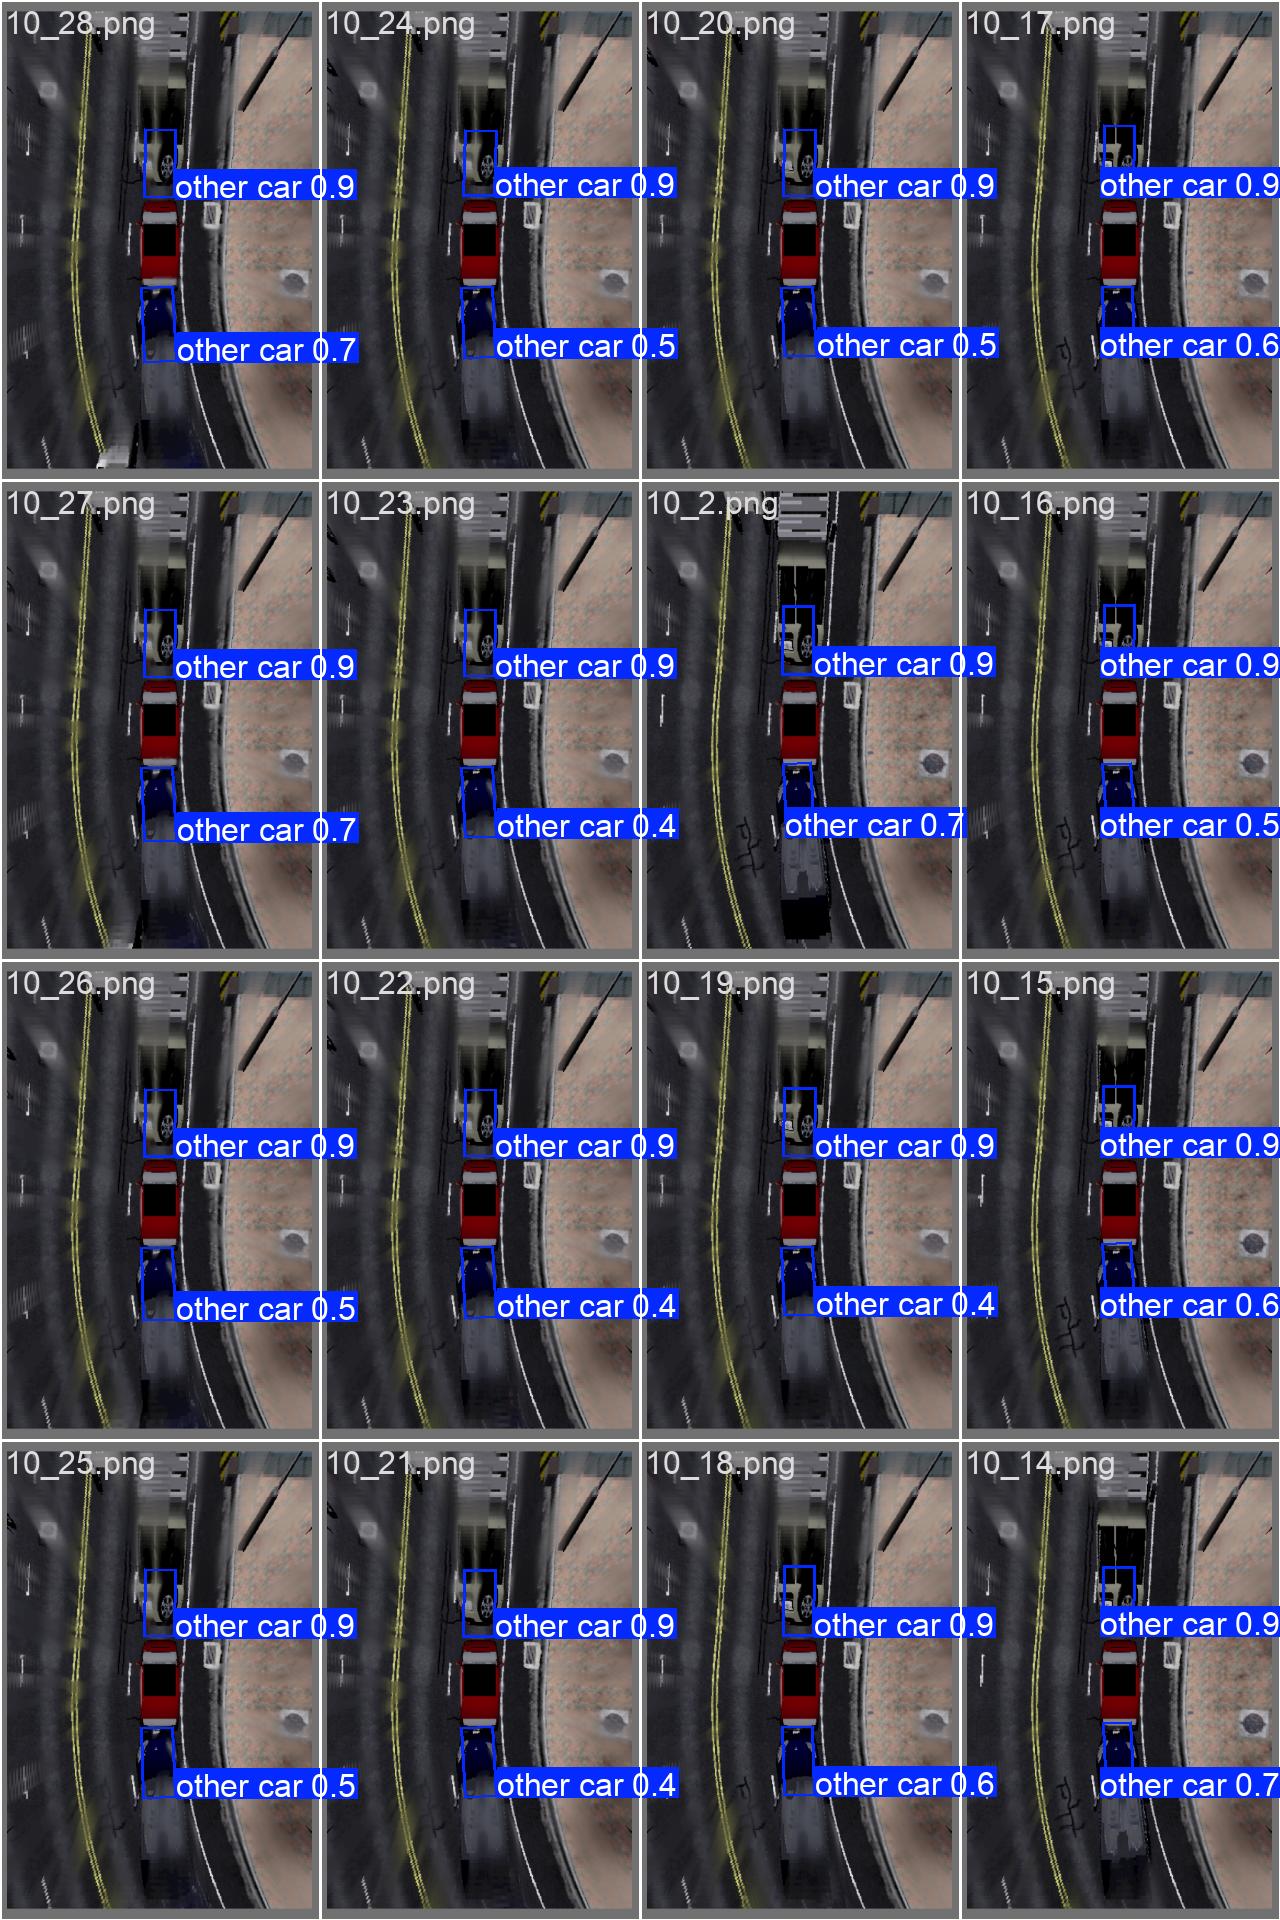 10_28.png
other car 0.9
other car 0.7
10_24.png
other car 0.9
other car 0.5
10_20.png
other car 0.9
other car 0.5
10_17.png
other car 0.9
other car 0.6
10_27.png
other car 0.9
other car 0.7
10_23.png
other car 0.9
other car 0.4
10_2.png
other car 0.9
other car 0.7
10_16.png
other car 0.9
other car 0.5
10_26.png
other car 0.9
other car 0.5
10_22.png
other car 0.9
other car 0.4
10_19.png
other car 0.9
other car 0.4
10_15.png
other car 0.9
other car 0.6
10_25.png
other car 0.9
other car 0.5
10_21.png
other car 0.9
other car 0.4
10_18.png
other car 0.9
other car 0.6
10_14.png
other car 0.9
other car 0.7